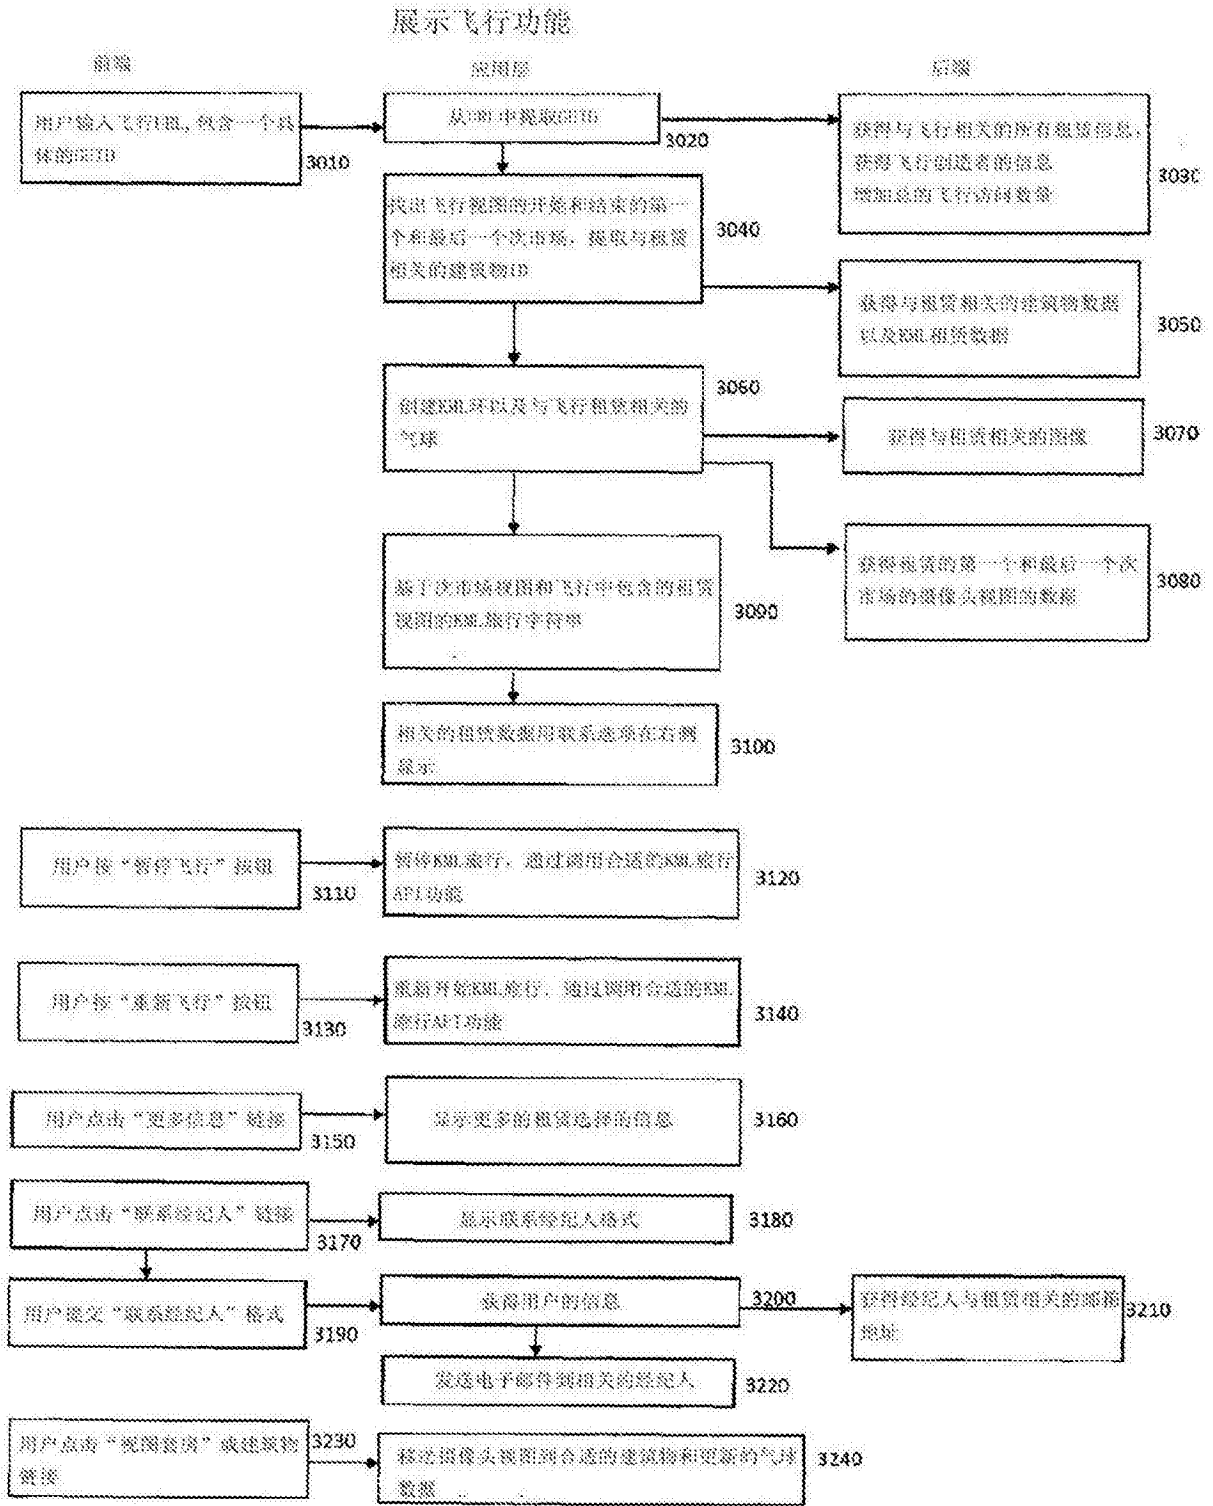 展示飞行功能
前端
应用层
后端
用户输入飞行URL,包含一个具
体的GUID
3010
从URL中提取GUID
3020
获得与飞行相关的所有租赁信息,
获得飞行创造者的信息
增加总的飞行访问数量
3030
找出飞行视图的开始和结束的第一
个和最后一个次市场,提取与租赁
相关的建筑物ID
3040
获得与租赁相关的建筑物数据
以及KML租赁数据
3050
创建KML环以及与飞行租赁相关的
气球
3060
获得与租赁相关的图像
3070
获得租赁的第一个和最后一个次
市场的摄像头视图的数据
3080
基于次市场视图和飞行中包含的租赁
视图的KML旅行字符串
3090
相关的租赁数据用联系选项在右侧
显示
3100
用户按“暂停飞行”按钮
3110
暂停KML旅行,通过调用合适的KML旅行
API功能
3120
用户按“重新飞行”按钮
3130
重新开始KML旅行,通过调用合适的KML
旅行API功能
3140
用户点击“更多信息”链接
3150
显示更多的租赁选择的信息
3160
用户点击“联系经纪人”链接
3170
显示联系经纪人格式
3180
用户提交“联系经纪人”格式
3190
获得用户的信息
3200
获得经纪人与租赁相关的邮箱
地址
3210
发送电子邮件到相关的经纪人
3220
用户点击“视图套房”或建筑物
链接
3230
移动摄像头视图到合适的建筑物和更新的气球
数据
3240